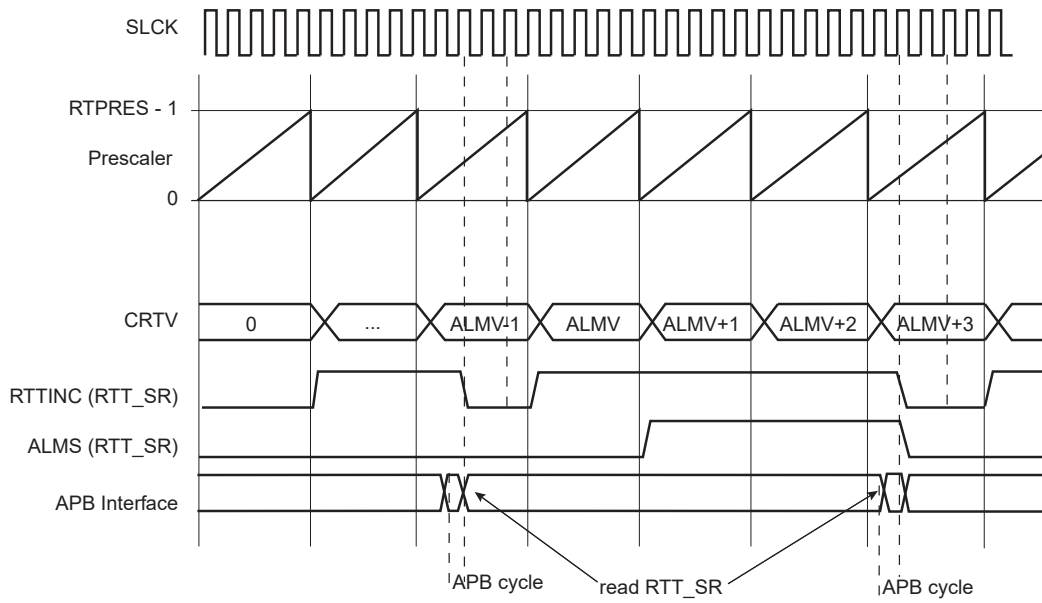 SLCK
RTPRES - 1
Prescaler
0
CRTV
0
...
ALMV-1
ALMV
ALMV+1
ALMV+2
ALMV+3
RTTINC (RTT_SR)
ALMS (RTT_SR)
APB Interface
APB cycle
read RTT_SR
APB cycle